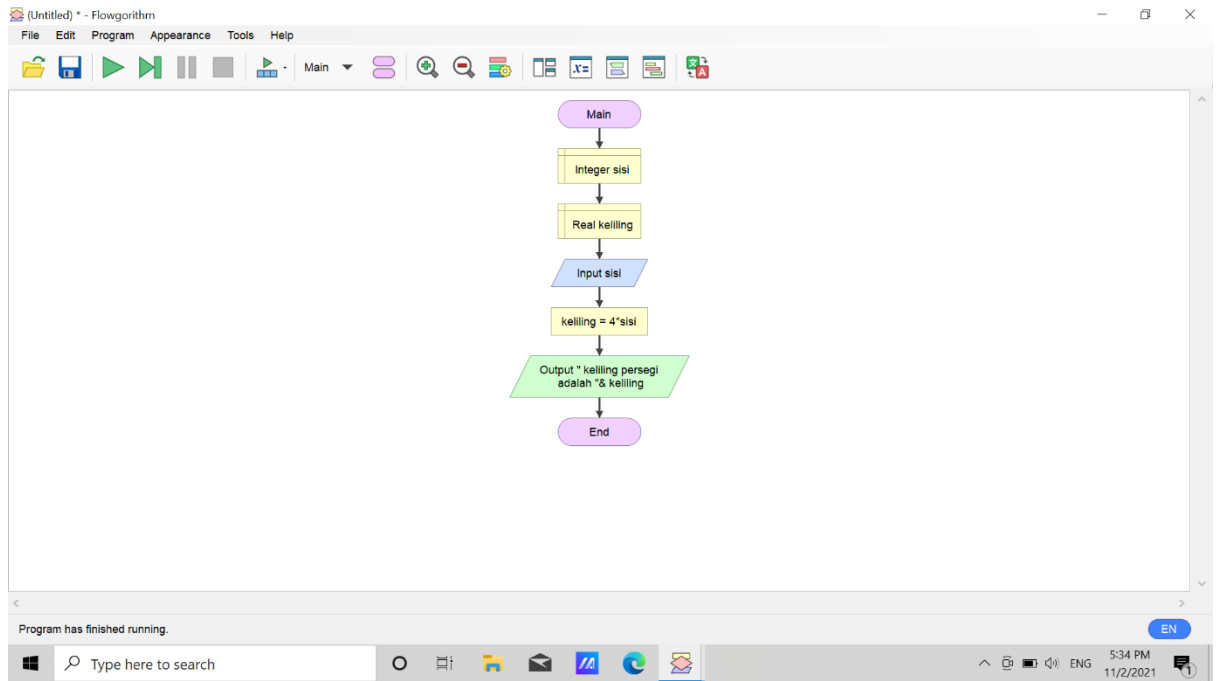 (Untitled) * - Flowgorithm
File Edit Program Appearance Tools Help
Main
X=
文 A
Main
Integer sisi
Real keliling
Input sisi
keliling = 4*sisi
Output " keliling persegi
adalah "& keliling
End
Program has finished running.
EN
Type here to search
ENG
5:34 PM
11/2/2021
1